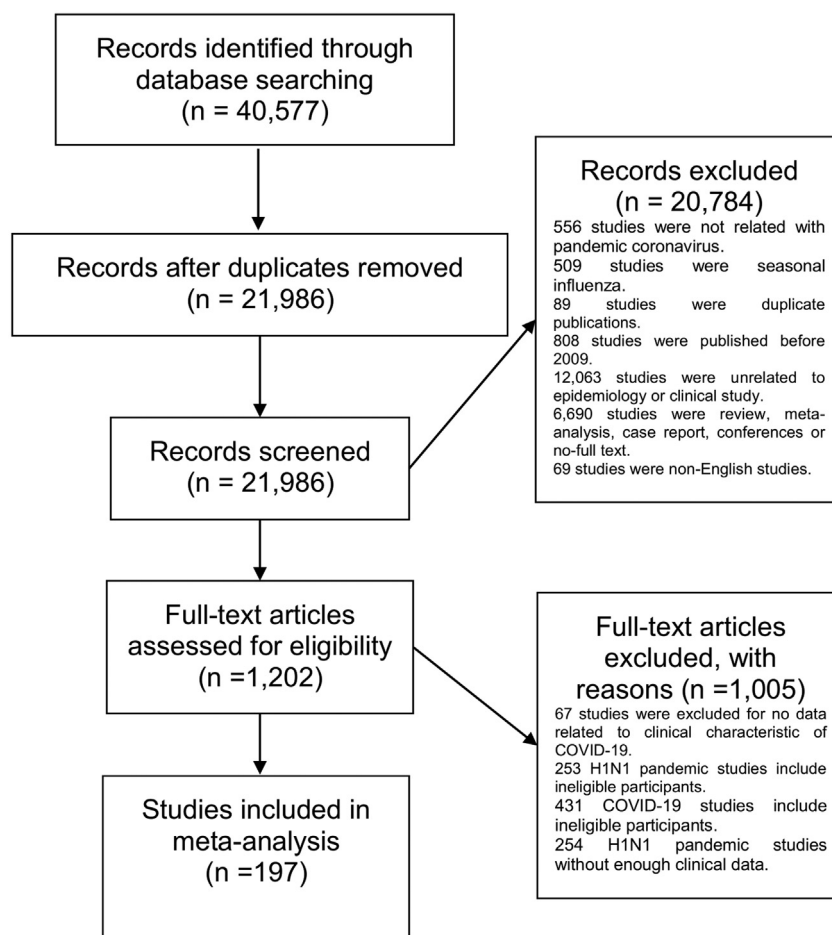 Records identified through
database searching
(n = 40,577)
Records after duplicates removed
(n = 21,986)
Records screened
(n = 21,986)
Records excluded
(n = 20,784)
556 studies were not related with
pandemic coronavirus.
509 studies were seasonal
influenza.
89 studies were duplicate
publications.
808 studies were published before
2009.
12,063 studies were unrelated to
epidemiology or clinical study.
6,690 studies were review, meta-
analysis, case report, conferences or
no-full text.
69 studies were non-English studies.
Full-text articles
assessed for eligibility
(n =1,202)
Full-text articles
excluded, with
reasons (n =1,005)
67 studies were excluded for no data
related to clinical characteristic of
COVID-19.
253 H1N1 pandemic studies include
ineligible participants.
431 COVID-19 studies include
ineligible participants.
254 H1N1 pandemic studies
without enough clinical data.
Studies included in
meta-analysis
(n =197)